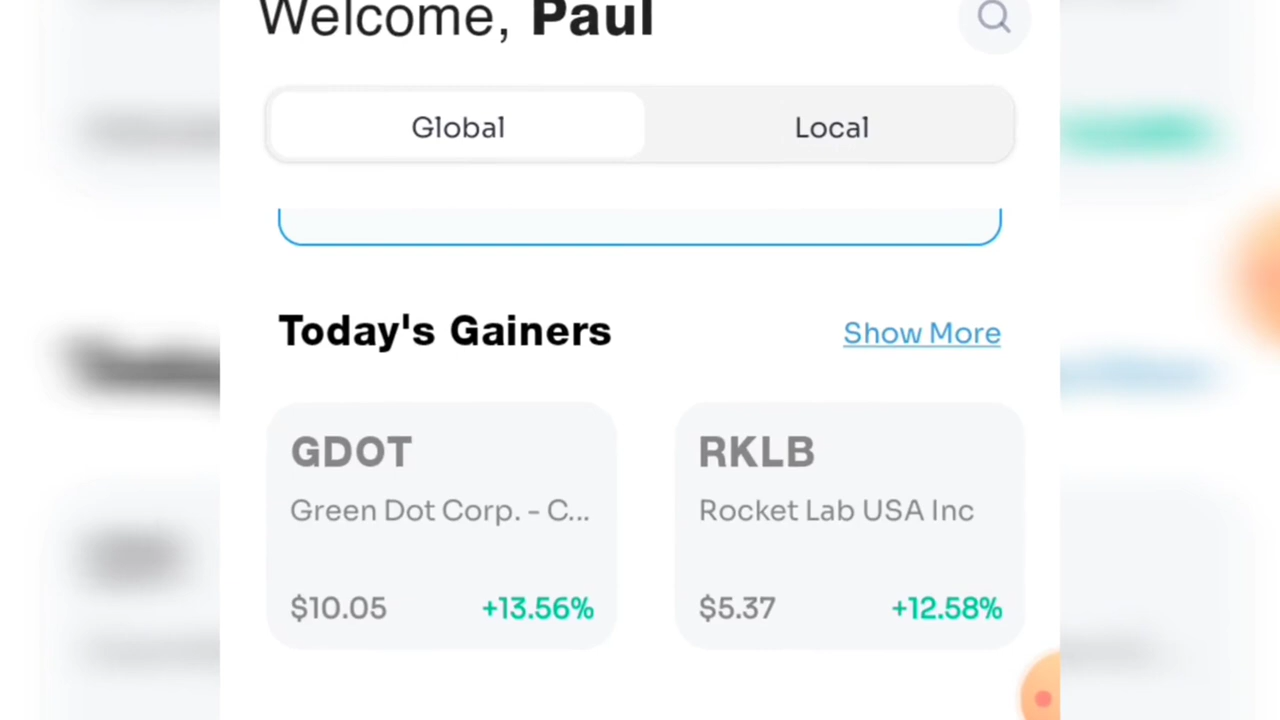 Welcome, Paul
Global
Local
Today's Gainers
Show More
GDOT
Green Dot Corp. - C...
$10.05
+13.56%
RKLB
Rocket Lab USA Inc
$5.37
+12.58%